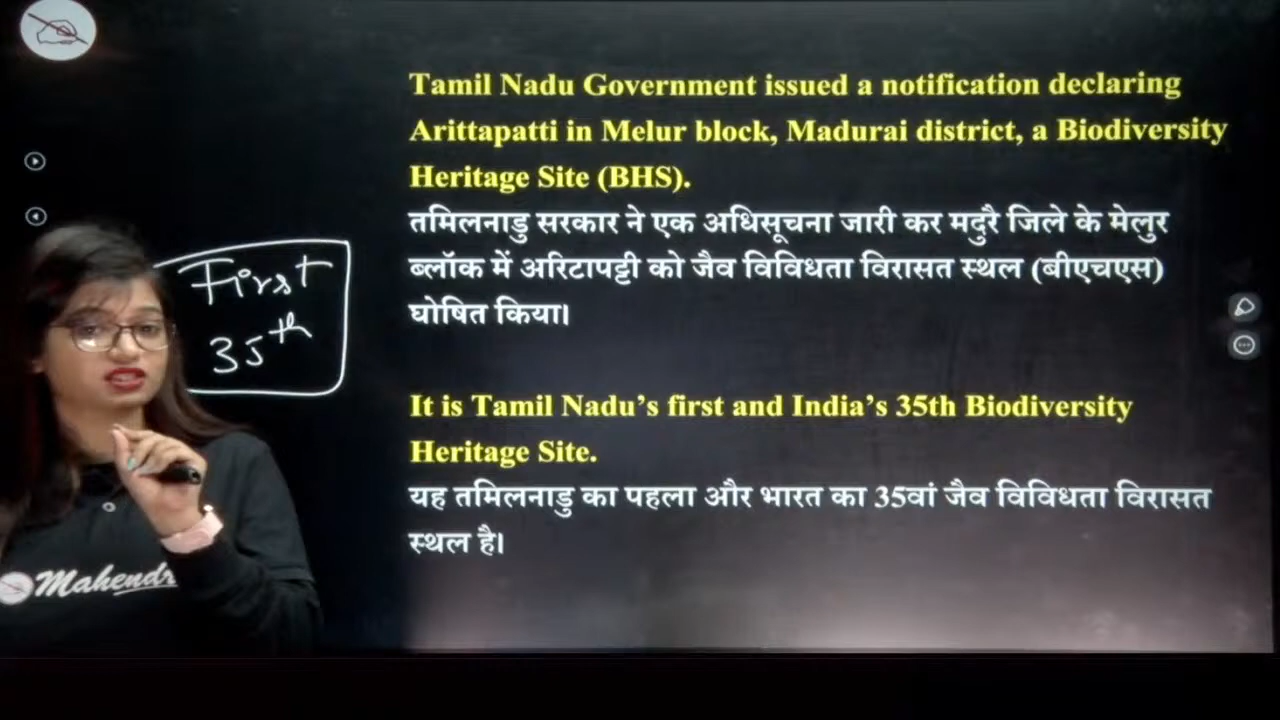 Tamil Nadu Government issued a notification declaring
Arittapatti in Melur block, Madurai district, a Biodiversity
Heritage Site (BHS).
तमिलनाडु सरकार ने एक अधिसूचना जारी कर मदुरै जिले के मेलुर
ब्लॉक में अरिटापट्टी को जैव विविधता विरासत स्थल (बीएचएस)
घोषित किया।
First
35th
It is Tamil Nadu’s first and India’s 35th Biodiversity
Heritage Site.
यह तमिलनाडु का पहला और भारत का 35वां जैव विविधता विरासत
स्थल है।
Mahendr